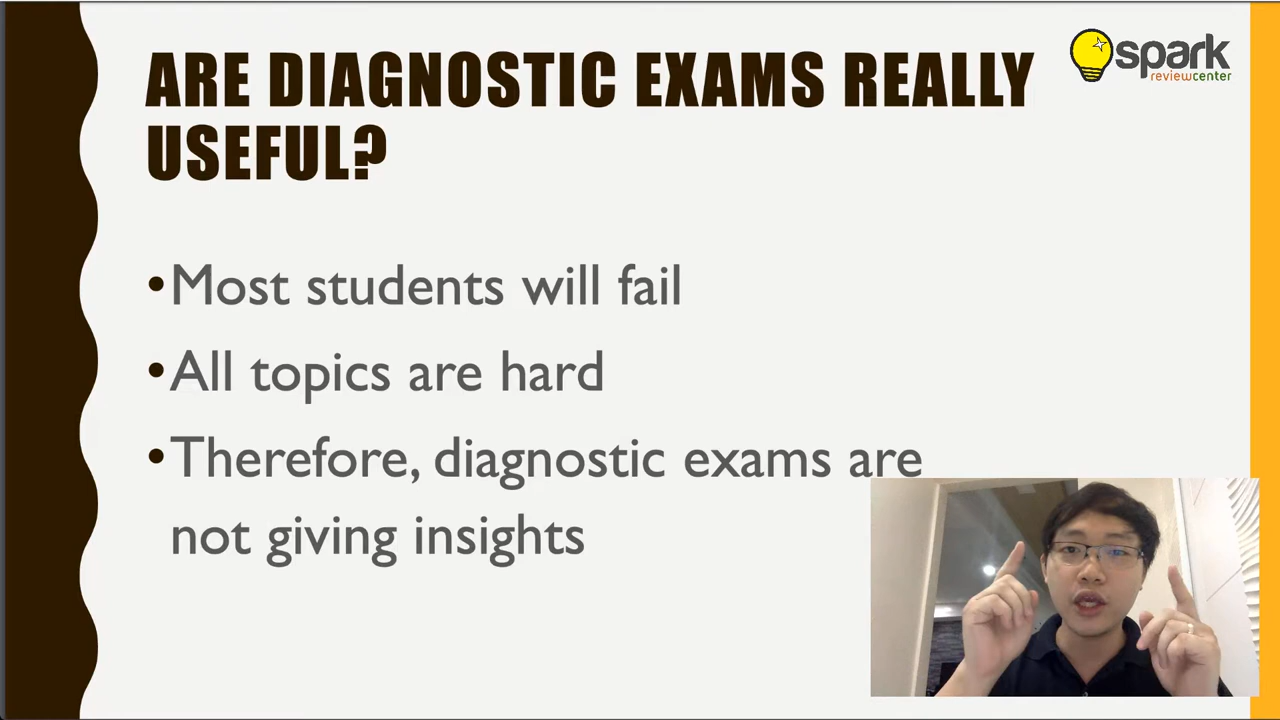 ARE DIAGNOSTIC EXAMS REALLY
USEFUL?
spark
reviewcenter
•Most students will fail
•All topics are hard
•Therefore, diagnostic exams are
not giving insights